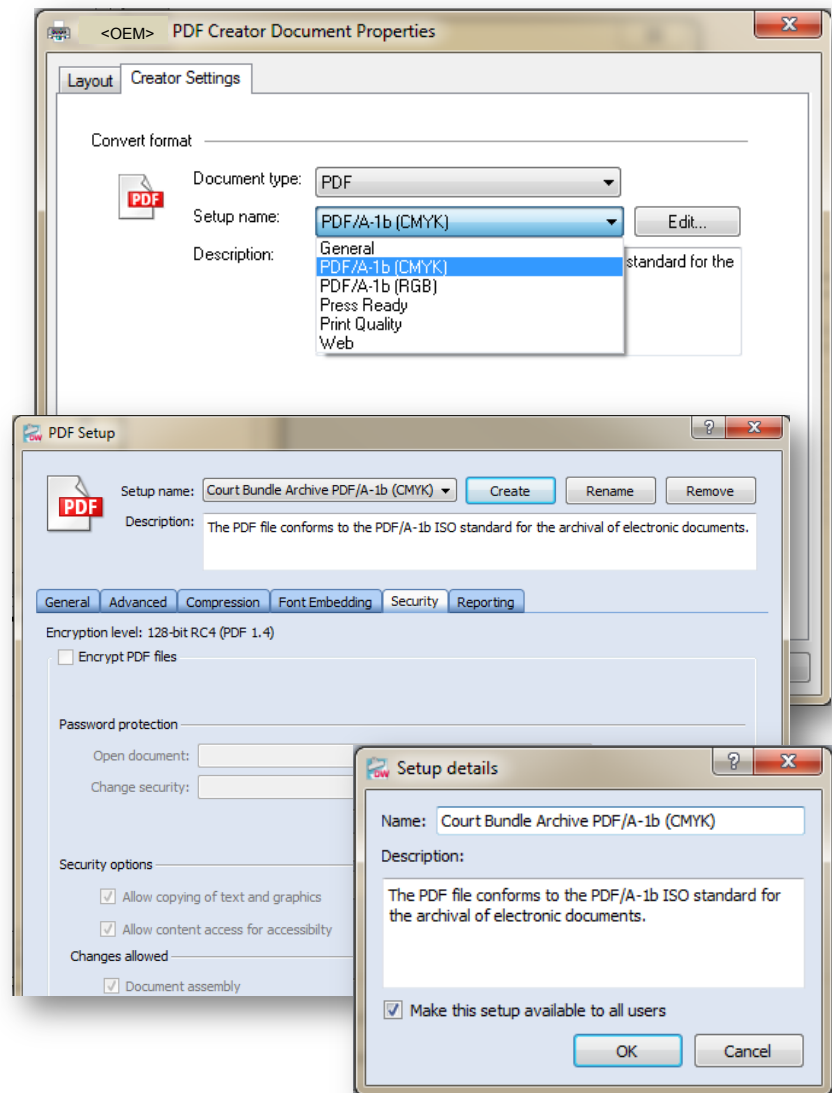 <OEM> PDF Creator Document Properties
Layout Creator Settings
Convert format
Document type: PDF
PDF
Setup name: PDF/A-1b (CMYK) Edit...
Description: General
PDF/A-1b (CMYK) standard for the
PDF/A-1b (RGB)
Press Ready
Print Quality
Web
DW PDF Setup ?
PDF
Setup name: Court Bundle Archive PDF/A-1b (CMYK) Create Rename Remove
Description: The PDF file conforms to the PDF/A-1b ISO standard for the archival of electronic documents.
General Advanced Compression Font Embedding Security Reporting
Encryption level: 128-bit RC4 (PDF 1.4)
Encrypt PDF files
Password protection
Open document:
Change security:
Security options
Allow copying of text and graphics
Allow content access for accessibilty
Changes allowed
Document assembly
DW Setup details ?
Name: Court Bundle Archive PDF/A-1b (CMYK)
Description:
The PDF file conforms to the PDF/A-1b ISO standard for
the archival of electronic documents.
Make this setup available to all users
OK Cancel